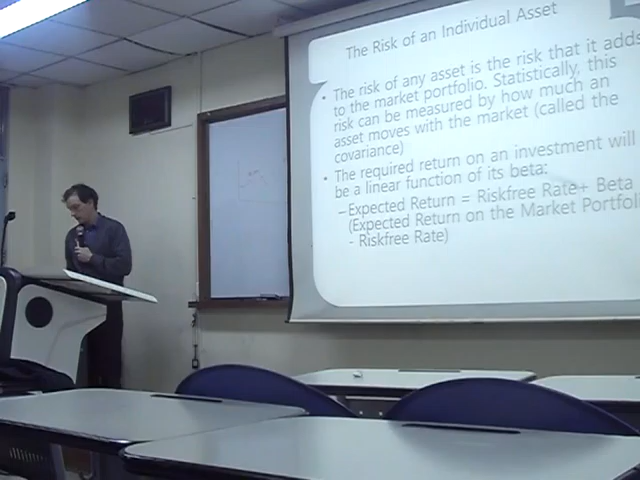 The Risk of an Individual Asset
• The risk of any asset is the risk that it adds
to the market portfolio. Statistically, this
risk can be measured by how much an
asset moves with the market (called the
covariance)
• The required return on an investment will
be a linear function of its beta:
–Expected Return = Riskfree Rate+ Beta
(Expected Return on the Market Portfoli
- Riskfree Rate)